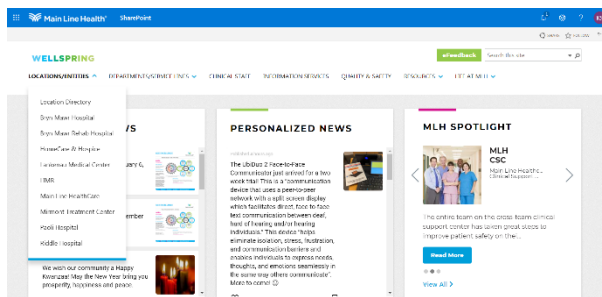 Main Line Health® SharePoint
SHARE FOLLOW
WELLSPRING
eFeedback Search this site
LOCATIONS/ENTITIES DEPARTMENTS/SERVICE LINES CLINICAL STAFF INFORMATION SERVICES QUALITY & SAFETY RESOURCES LIFE AT MLH
Location Directory
Bryn Mawr Hospital
Bryn Mawr Rehab Hospital
HomeCare & Hospice
Lankenau Medical Center
LIMR
Main Line HealthCare
Mirmont Treatment Center
Paoli Hospital
Riddle Hospital
We wish our community a Happy
Kwanzaa! May the New Year bring you
prosperity, happiness and peace
PERSONALIZED NEWS
The UbiDuo 2 Face-to-Face
Communicator just arrived for a two
week trial! This is a "communication
device that uses a peer-to-peer
network with a split screen display
which facilitates direct, face to face
text communication between deaf,
hard of hearing and/or hearing
individuals." This device "helps
eliminate isolation, stress, frustration,
and communication barriers and
enables individuals to express needs,
thoughts, and emotions seamlessly in
the same way others communicate".
More to come! 😊
MLH SPOTLIGHT
MLH
CSC
Main Line Health...
Clinical Support ...
The entire team on the cross-team clinical
support center has taken great steps to
improve patient safety on the...
Read More
View All